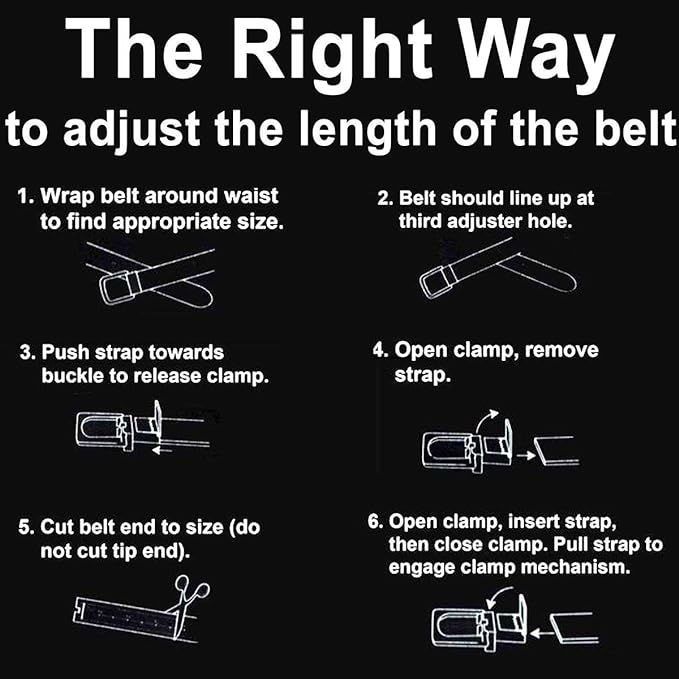 The Right Way
to adjust the length of the belt
1. Wrap belt around waist
to find appropriate size.
2. Belt should line up at
third adjuster hole.
3. Push strap towards
buckle to release clamp.
4. Open clamp, remove
strap.
5. Cut belt end to size (do
not cut tip end).
6. Open clamp, insert strap,
then close clamp. Pull strap to
engage clamp mechanism.